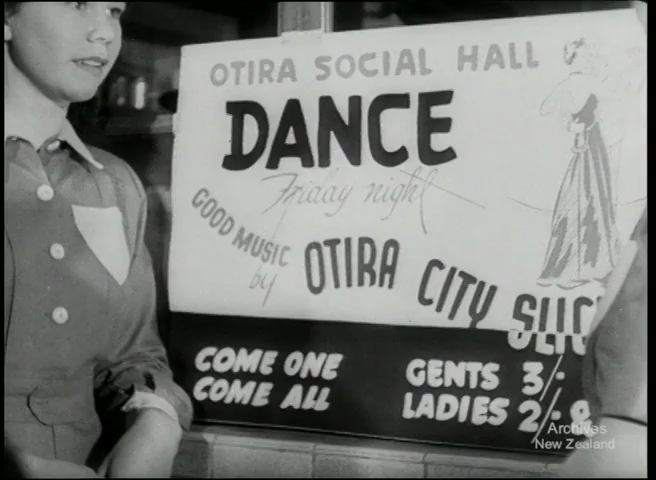 OTIRA SOCIAL HALL
DANCE
Friday night
GOOD MUSIC
by
OTIRA CITY SLIC
COME ONE
COME ALL
GENTS 3/-
LADIES 2/-
Archives
New Zealand